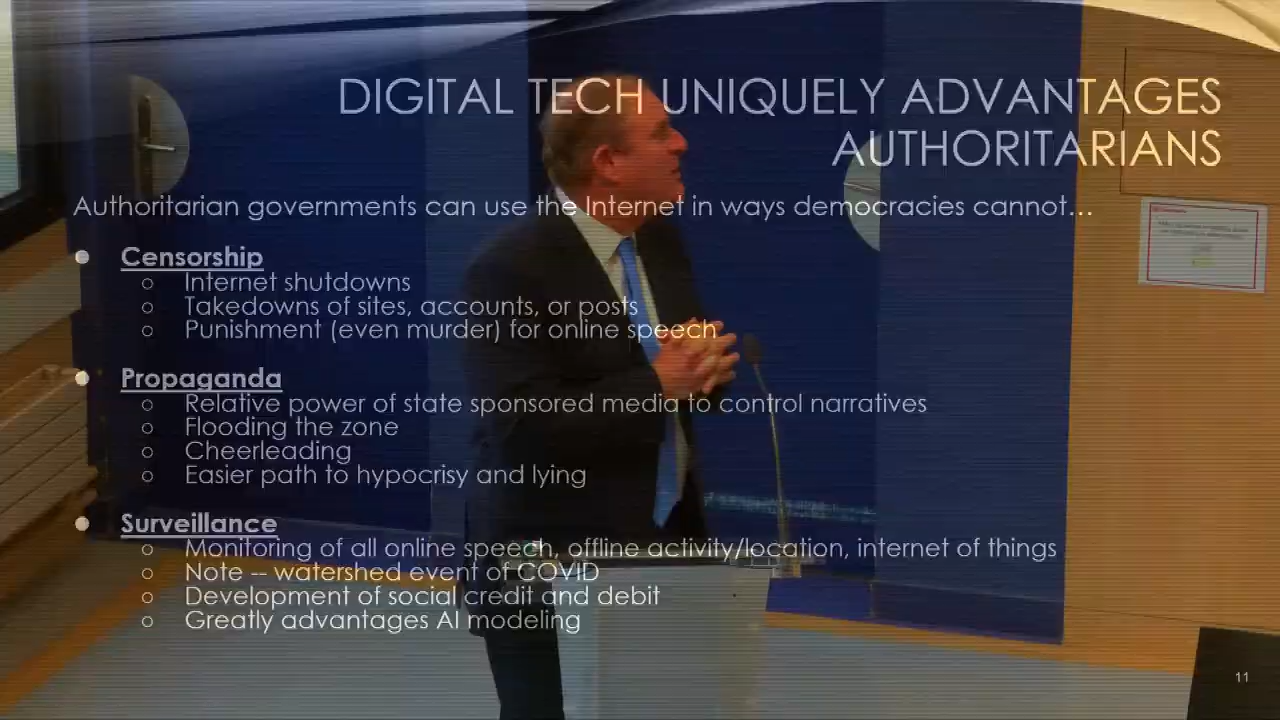 DIGITAL TECH UNIQUELY ADVANTAGES
AUTHORITARIANS
Authoritarian governments can use the Internet in ways democracies cannot...
● Censorship
○ Internet shutdowns
○ Takedowns of sites, accounts, or posts
○ Punishment (even murder) for online speech
● Propaganda
○ Relative power of state sponsored media to control narratives
○ Flooding the zone
○ Cheerleading
○ Easier path to hypocrisy and lying
● Surveillance
○ Monitoring of all online speech, offline activity/location, internet of things
○ Note -- watershed event of COVID
○ Development of social credit and debit
○ Greatly advantages AI modeling
11